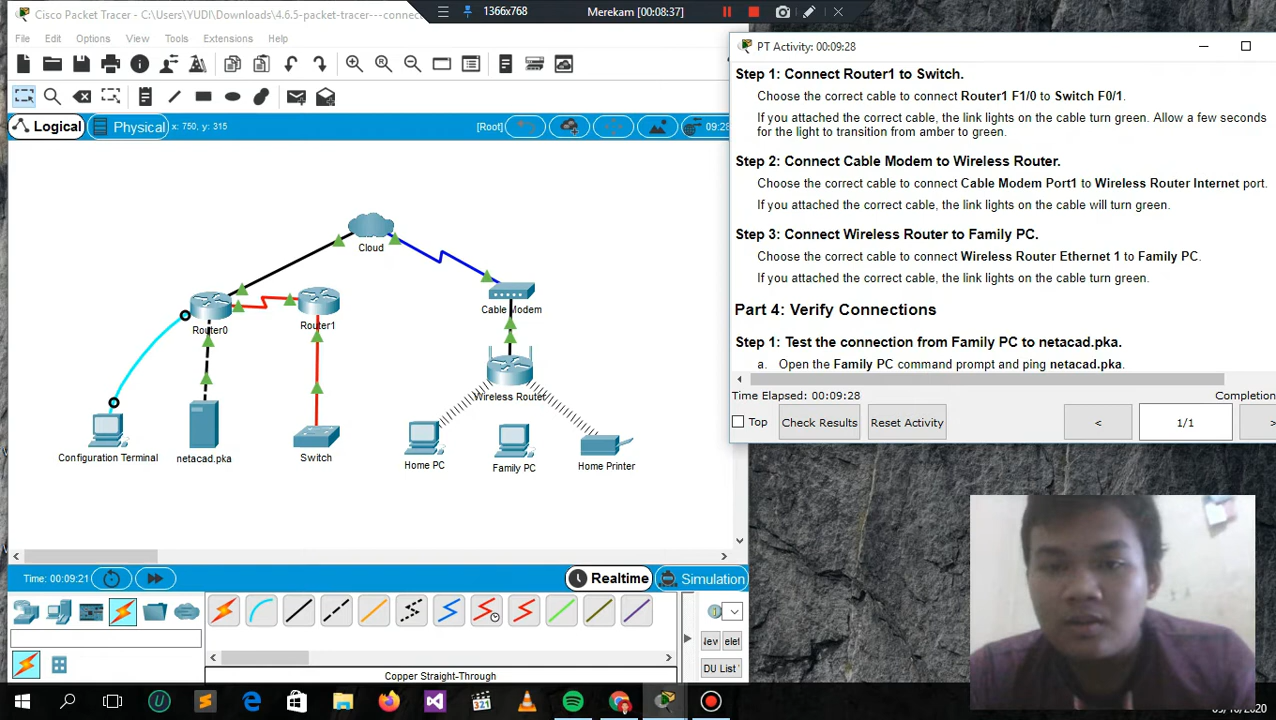 Cisco Packet Tracer - C:\Users\YUDI\Downloads\4.6.5-packet-tracer---connec
1366x768
Merekam [00:08:37]
File Edit Options View Tools Extensions Help
PT Activity: 00:09:28
Logical
Physical
x: 750, y: 315
[Root]
09:28
Cloud
Cable Modem
Router0
Router1
Wireless Router
Configuration Terminal
netacad.pka
Switch
Home PC
Family PC
Home Printer
Step 1: Connect Router1 to Switch.
Choose the correct cable to connect Router1 F1/0 to Switch F0/1.
If you attached the correct cable, the link lights on the cable turn green. Allow a few seconds
for the light to transition from amber to green.
Step 2: Connect Cable Modem to Wireless Router.
Choose the correct cable to connect Cable Modem Port1 to Wireless Router Internet port.
If you attached the correct cable, the link lights on the cable will turn green.
Step 3: Connect Wireless Router to Family PC.
Choose the correct cable to connect Wireless Router Ethernet 1 to Family PC.
If you attached the correct cable, the link lights on the cable turn green.
Part 4: Verify Connections
Step 1: Test the connection from Family PC to netacad.pka.
a. Open the Family PC command prompt and ping netacad.pka.
Time Elapsed: 00:09:28
Completion
Top
Check Results
Reset Activity
<
1/1
>
Time: 00:09:21
Realtime
Simulation
Copper Straight-Through
DU List
321